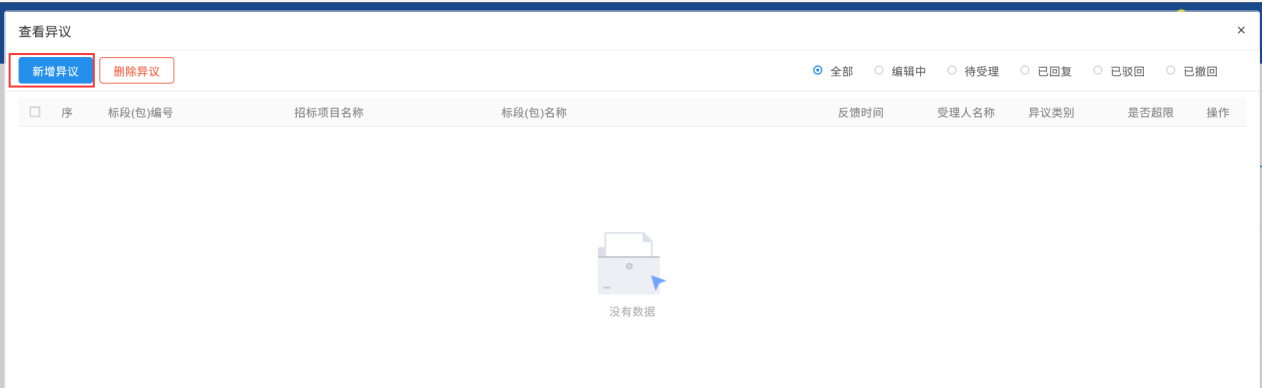 查看异议 ×
新增异议 删除异议 全部 编辑中 待受理 已回复 已驳回 已撤回
序 标段(包)编号 招标项目名称 标段(包)名称 反馈时间 受理人名称 异议类别 是否超限 操作
没有数据